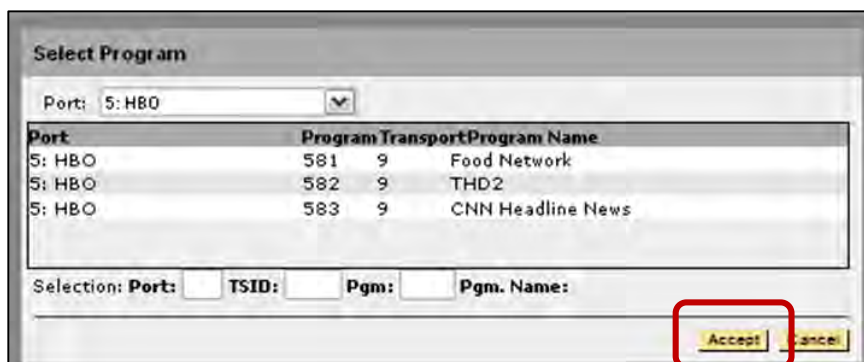 Select Program
Port: 5: HBO
Port Program Transport Program Name
5: HBO 581 9 Food Network
5: HBO 582 9 THD2
5: HBO 583 9 CNN Headline News
Selection: Port: TSID: Pgm: Pgm. Name:
Accept Cancel